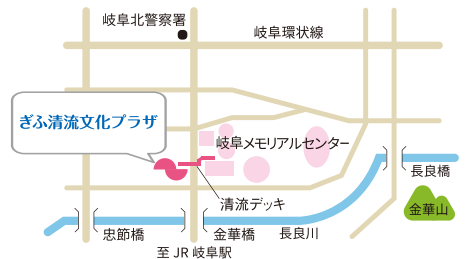 岐阜北警察署
岐阜環状線
ぎふ清流文化プラザ
岐阜メモリアルセンター
長良橋
清流デッキ
金華山
忠節橋
金華橋
長良川
至JR岐阜駅